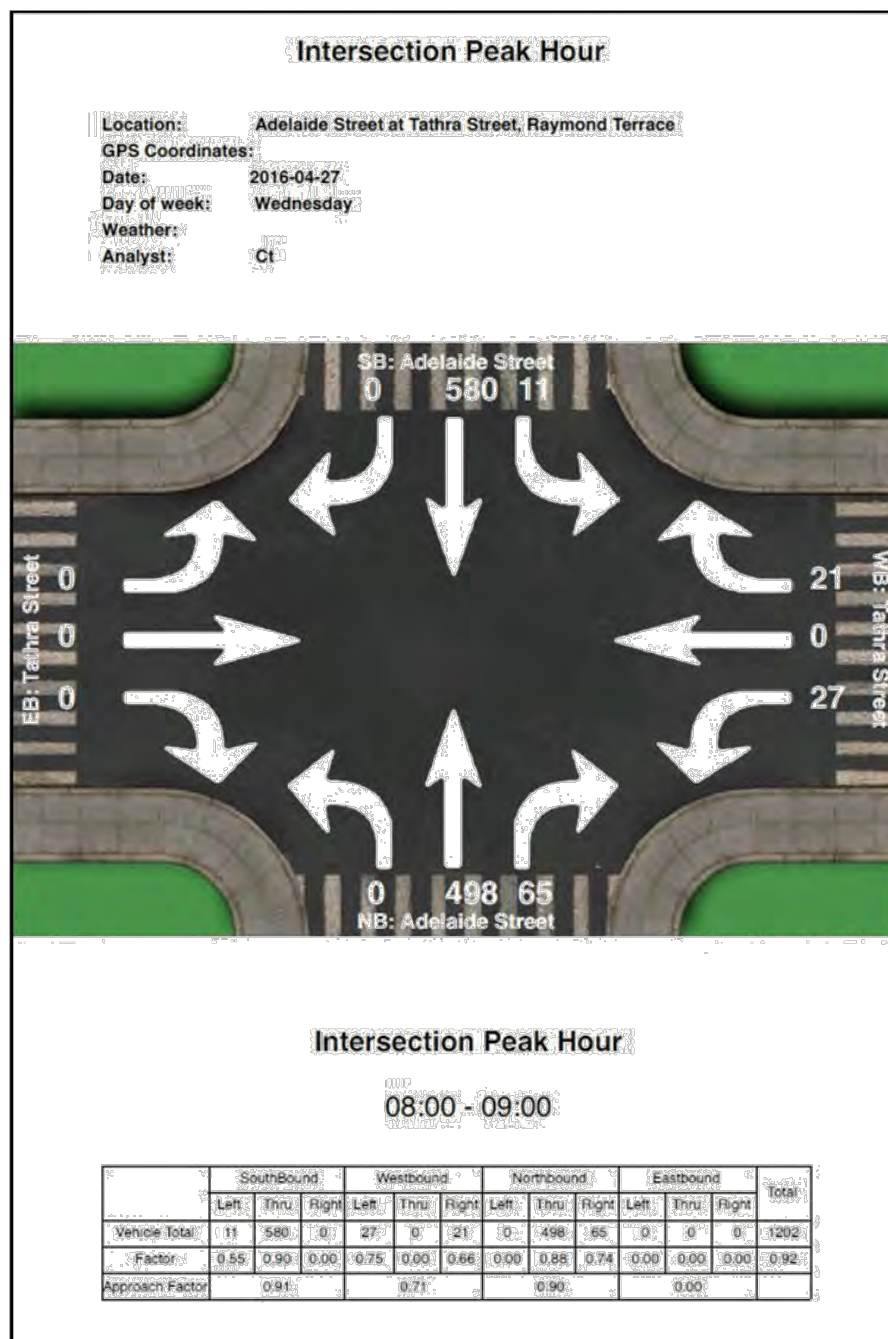 Intersection Peak Hour
Location: Adelaide Street at Tathra Street, Raymond Terrace
GPS Coordinates:
Date: 2016-04-27
Day of week: Wednesday
Weather:
Analyst: Ct
SB: Adelaide Street
0 580 11
EB: Tathra Street
0
0
0
WB: Tathra Street
21
0
27
0 498 65
NB: Adelaide Street
Intersection Peak Hour
08:00 - 09:00
SouthBound Westbound Northbound Eastbound Total
Left Thru Right Left Thru Right Left Thru Right Left Thru Right
Vehicle Total 11 580 0 27 0 21 0 498 65 0 0 0 1202
Factor 0.55 0.90 0.00 0.75 0.00 0.66 0.00 0.88 0.74 0.00 0.00 0.00 0.92
Approach Factor 0.91 0.71 0.90 0.00